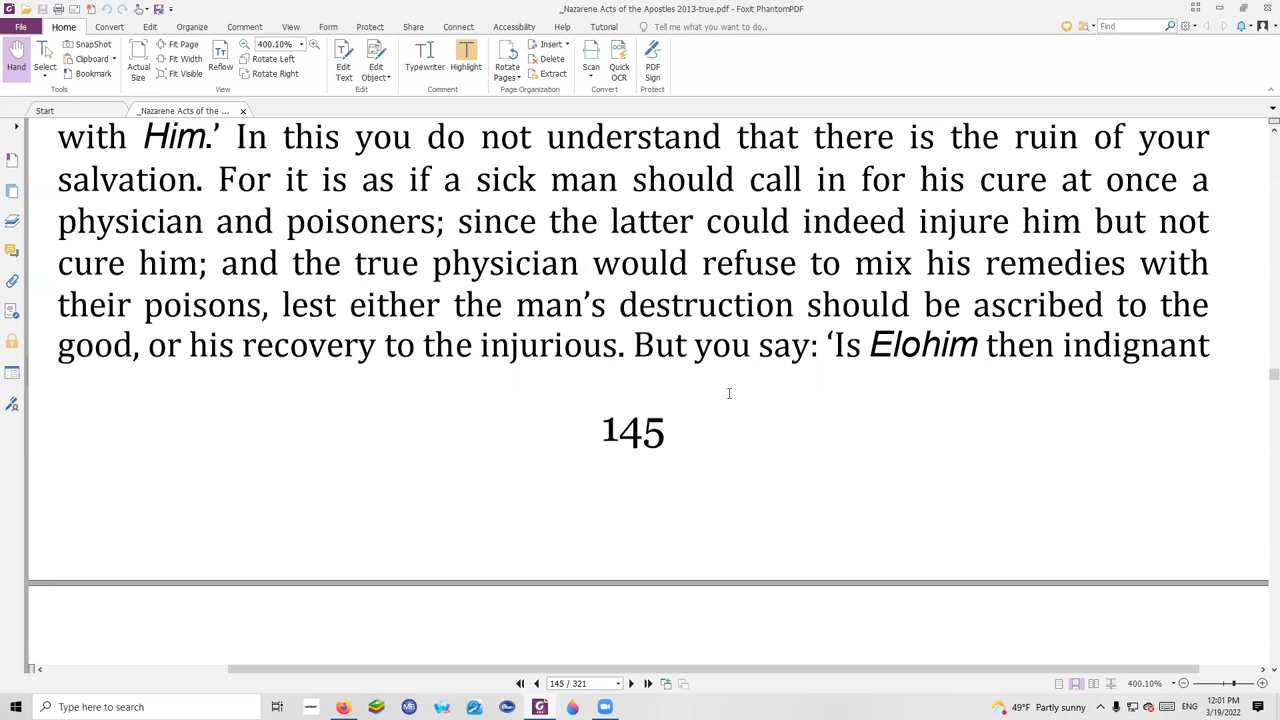 _Nazarene Acts of the Apostles 2013-true.pdf - Foxit PhantomPDF
File Home Convert Edit Organize Comment View Form Protect Share Connect Accessibility Help Tutorial Tell me what you want to do.. Find
Hand Select SnapShot Clipboard Bookmark Actual Size Fit Page Fit Width Fit Visible Reflow 400.10% Rotate Left Rotate Right Edit Text Edit Object Typewriter Highlight Rotate Pages Insert Delete Extract Scan Quick OCR PDF Sign
Tools View Edit Comment Page Organization Convert Protect
Start _Nazarene Acts of the ...
with Him.’ In this you do not understand that there is the ruin of your
salvation. For it is as if a sick man should call in for his cure at once a
physician and poisoners; since the latter could indeed injure him but not
cure him; and the true physician would refuse to mix his remedies with
their poisons, lest either the man’s destruction should be ascribed to the
good, or his recovery to the injurious. But you say: ‘Is Elohim then indignant
145
145 / 321 400.10%
Type here to search 49°F Partly sunny ENG 12:01 PM
3/19/2022